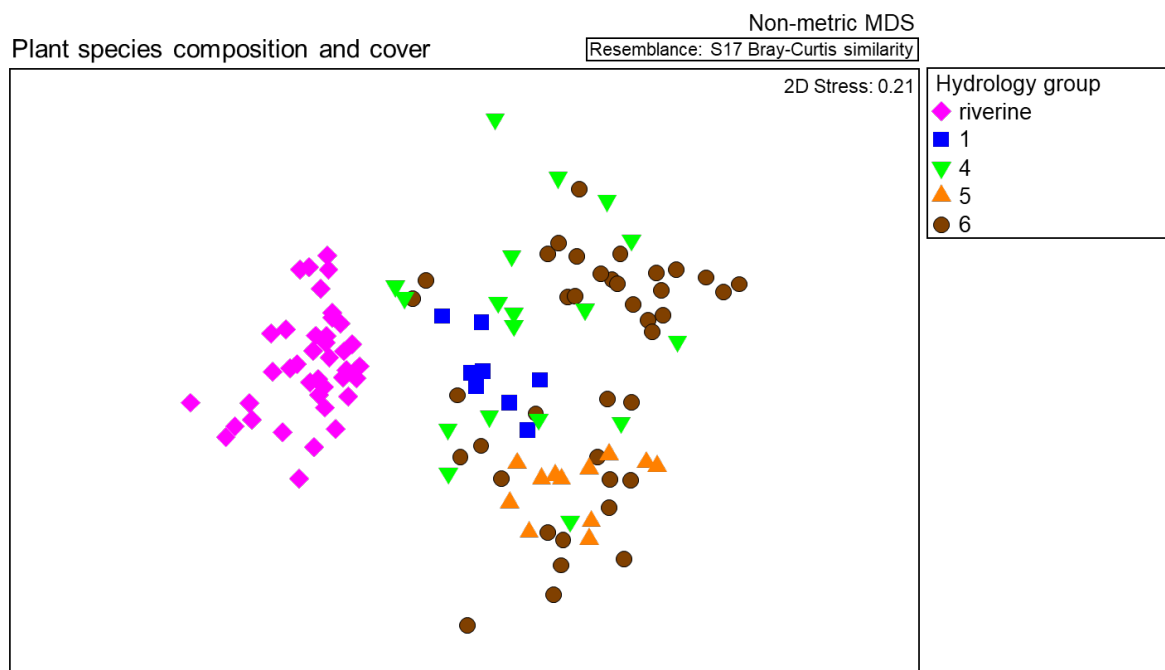 Non-metric MDS
Plant species composition and cover
Resemblance: S17 Bray-Curtis similarity
2D Stress: 0.21
Hydrology group
riverine
1
4
5
6